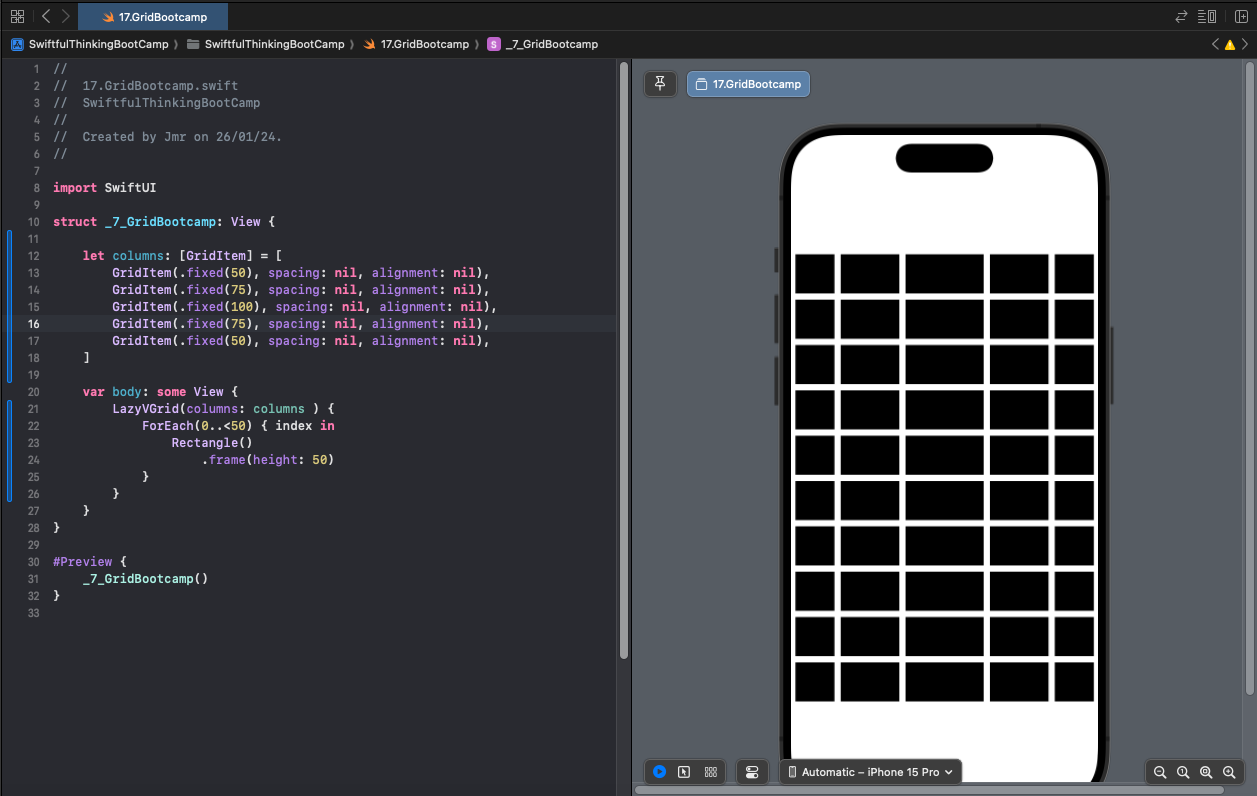 17.GridBootcamp
SwiftfulThinkingBootCamp 〉 SwiftfulThinkingBootCamp 〉 17.GridBootcamp 〉 S _7_GridBootcamp
1 //
2 //  17.GridBootcamp.swift
3 //  SwiftfulThinkingBootCamp
4 //
5 //  Created by Jmr on 26/01/24.
6 //
7
8 import SwiftUI
9
10 struct _7_GridBootcamp: View {
11
12     let columns: [GridItem] = [
13         GridItem(.fixed(50), spacing: nil, alignment: nil),
14         GridItem(.fixed(75), spacing: nil, alignment: nil),
15         GridItem(.fixed(100), spacing: nil, alignment: nil),
16         GridItem(.fixed(75), spacing: nil, alignment: nil),
17         GridItem(.fixed(50), spacing: nil, alignment: nil),
18     ]
19
20     var body: some View {
21         LazyVGrid(columns: columns ) {
22             ForEach(0..<50) { index in
23                 Rectangle()
24                     .frame(height: 50)
25             }
26         }
27     }
28 }
29
30 #Preview {
31     _7_GridBootcamp()
32 }
33
17.GridBootcamp
Automatic – iPhone 15 Pro